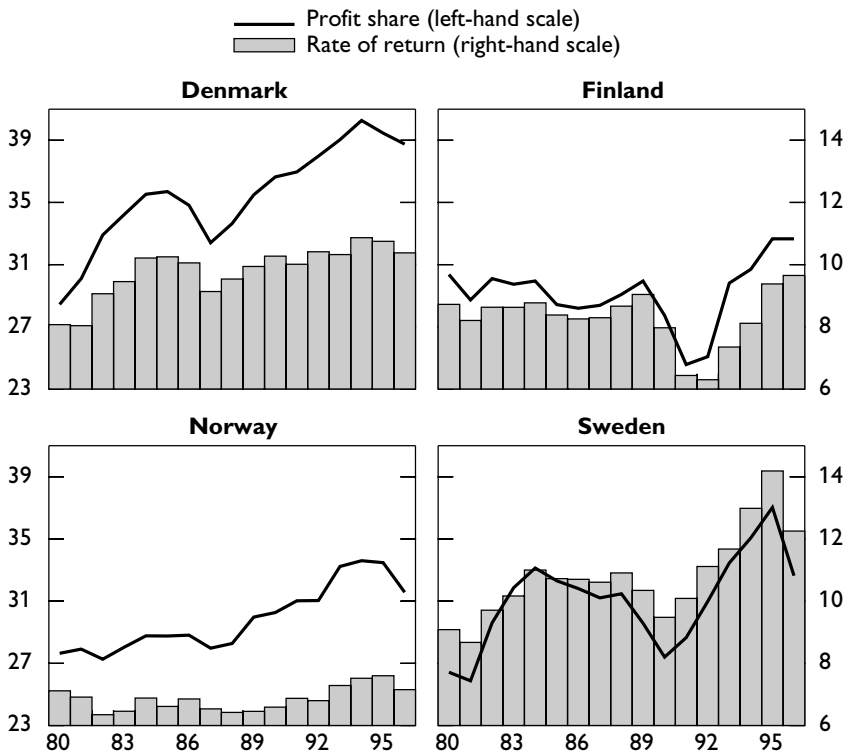 Profit share (left-hand scale)
Rate of return (right-hand scale)
Denmark
Finland
39
35
31
27
23
14
12
10
8
6
Norway
Sweden
39
35
31
27
23
14
12
10
8
6
80 83 86 89 92 95
80 83 86 89 92 95